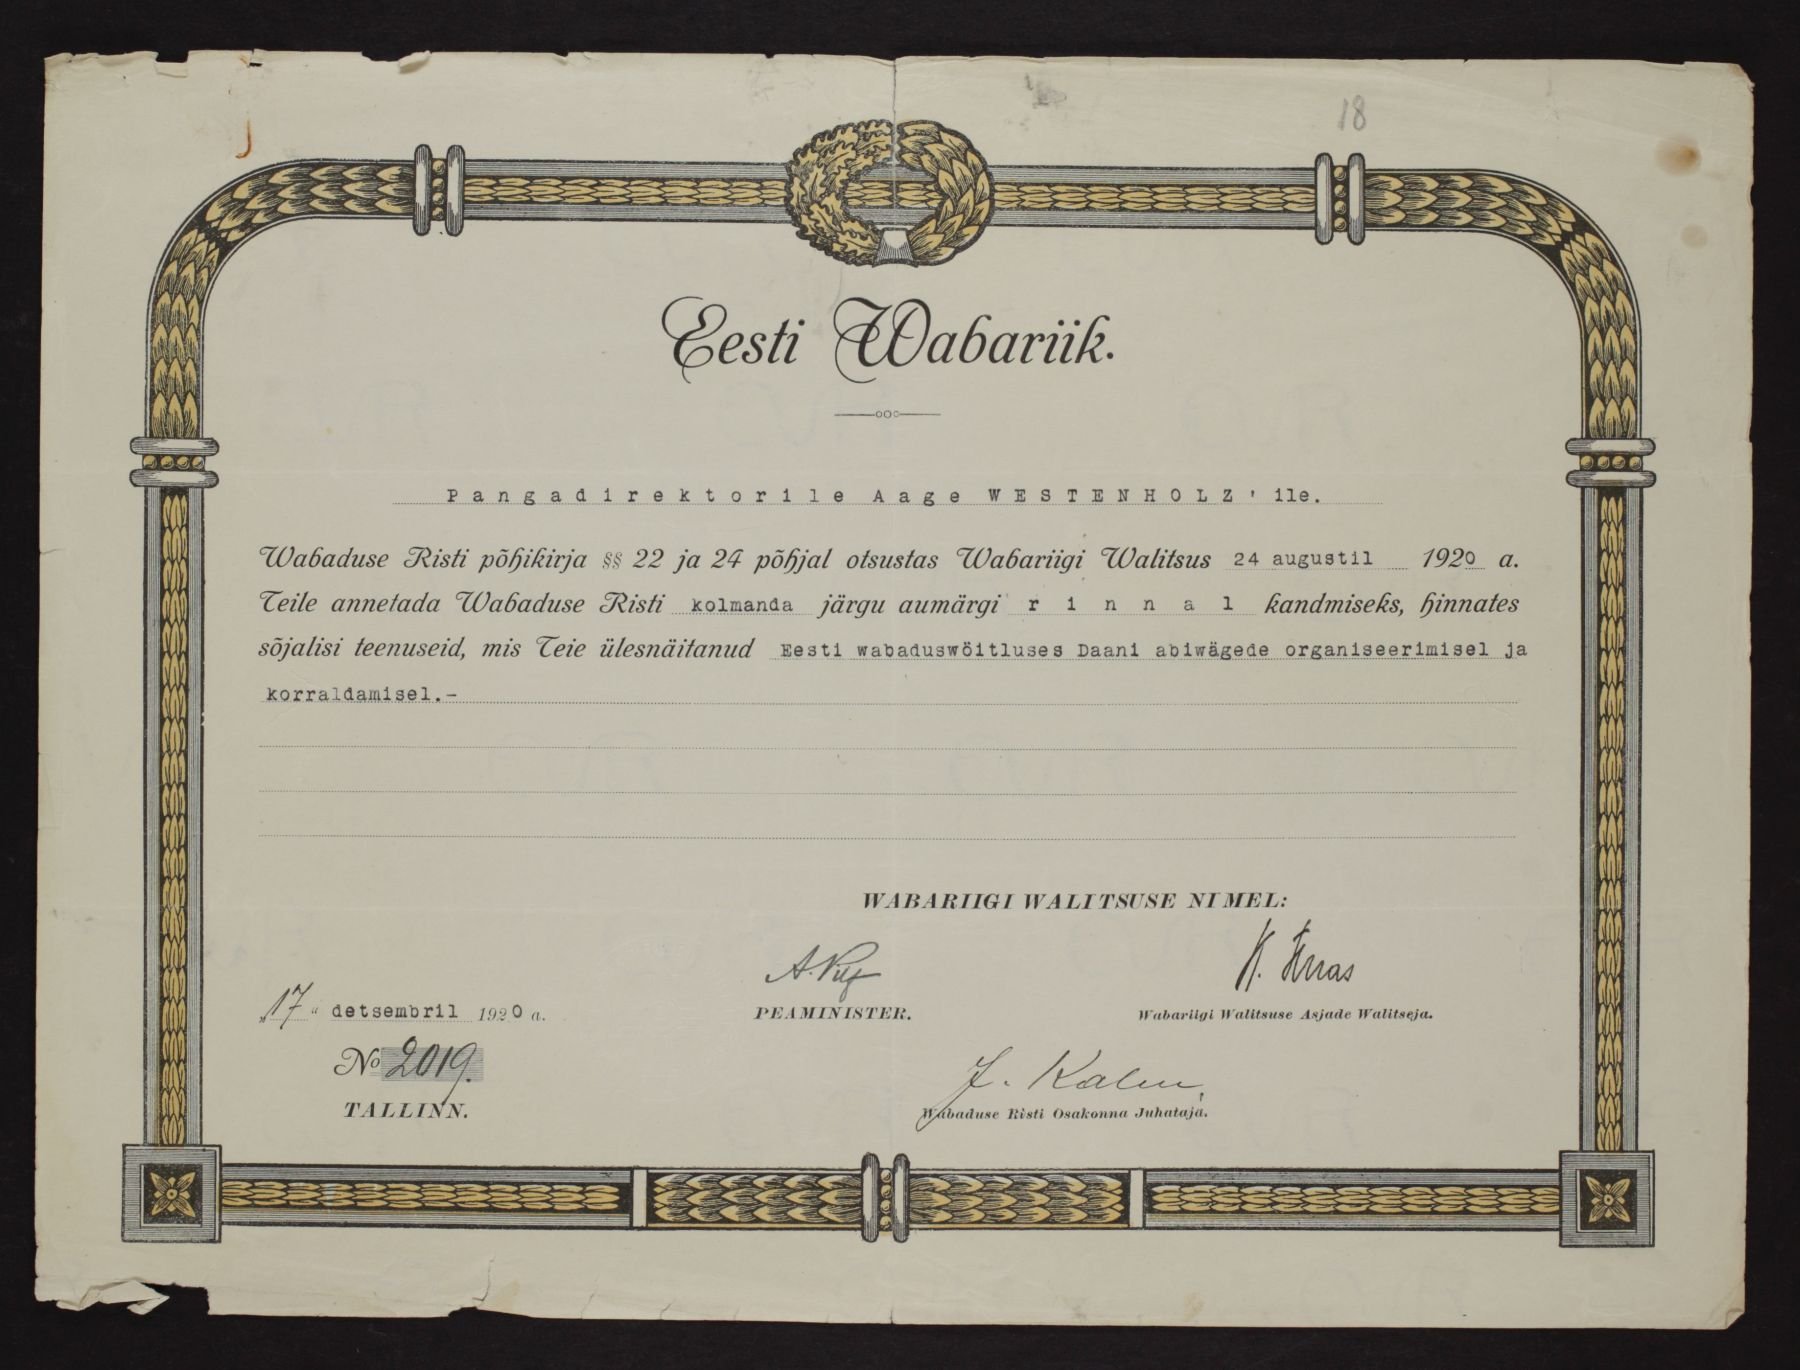 18
Eesti Wabariik.
Pangadirektorile Aage WESTENHOLZ'ile.
Wabaduse Risti põhikirja §§ 22 ja 24 põhjal otsustas Wabariigi Walitsus 24 augustil 1920 a.
Teile annetada Wabaduse Risti kolmanda järgu aumärgi rinnal kandmiseks, hinnates
sõjalisi teenuseid, mis Teie ülesnäitanud Eesti wabaduswöitluses Daani abiwägede organiseerimisel ja
korraldamisel.-
WABARIIGI WALITSUSE NIMEL:
A. Piip
PEAMINISTER.
Wabariigi Walitsuse Asjade Walitseja.
„17" detsembril 1920 a.
No 2019.
TALLINN.
Wabaduse Risti Osakonna Juhataja.